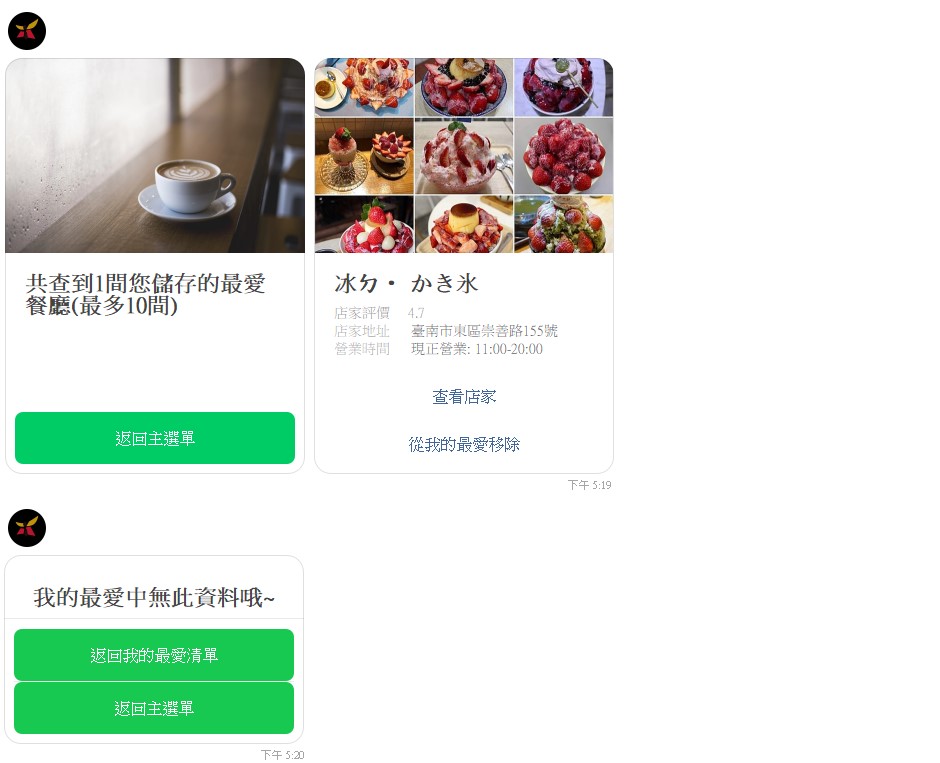 共查到1間您儲存的最愛
餐廳(最多10間)
返回主選單
冰ㄉ・ かき氷
店家評價 4.7
店家地址 臺南市東區崇善路155號
營業時間 現正營業: 11:00-20:00
查看店家
從我的最愛移除
下午 5:19
我的最愛中無此資料哦~
返回我的最愛清單
返回主選單
下午 5:20